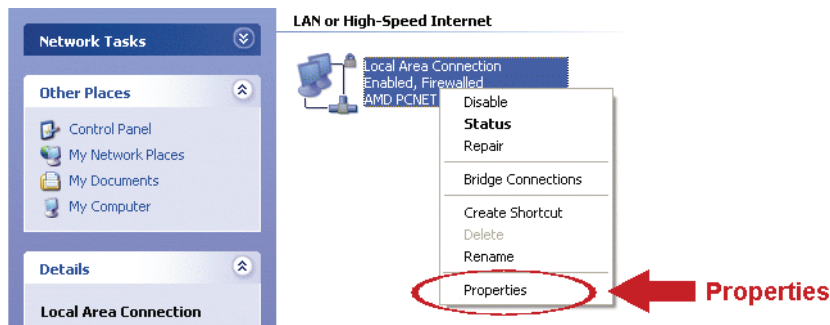 Network Tasks
Other Places
Control Panel
My Network Places
My Documents
My Computer
Details
Local Area Connection
LAN or High-Speed Internet
Local Area Connection
Enabled, Firewalled
AMD PCNET
Disable
Status
Repair
Bridge Connections
Create Shortcut
Delete
Rename
Properties
Properties